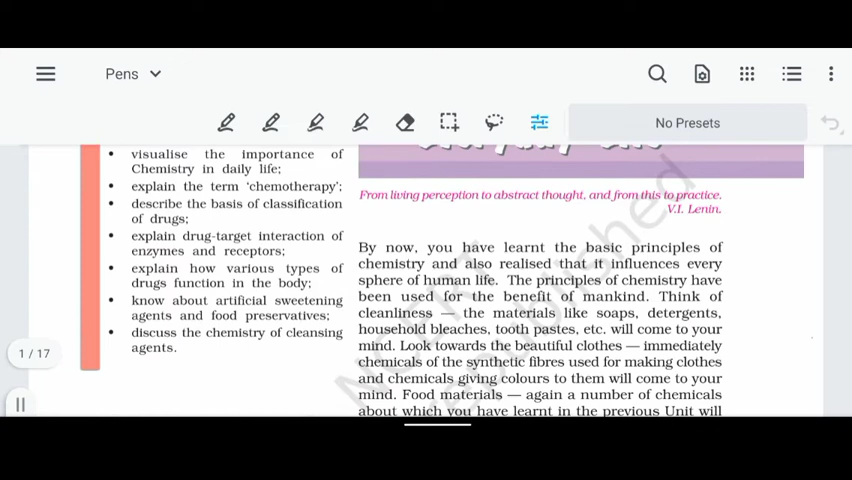 Pens
No Presets
• visualise the importance of
Chemistry in daily life;
• explain the term ‘chemotherapy’;
• describe the basis of classification
of drugs;
• explain drug-target interaction of
enzymes and receptors;
• explain how various types of
drugs function in the body;
• know about artificial sweetening
agents and food preservatives;
• discuss the chemistry of cleansing
agents.
1 / 17
From living perception to abstract thought, and from this to practice.
V.I. Lenin.
By now, you have learnt the basic principles of
chemistry and also realised that it influences every
sphere of human life. The principles of chemistry have
been used for the benefit of mankind. Think of
cleanliness — the materials like soaps, detergents,
household bleaches, tooth pastes, etc. will come to your
mind. Look towards the beautiful clothes — immediately
chemicals of the synthetic fibres used for making clothes
and chemicals giving colours to them will come to your
mind. Food materials — again a number of chemicals
about which you have learnt in the previous Unit will
NCERT
republished